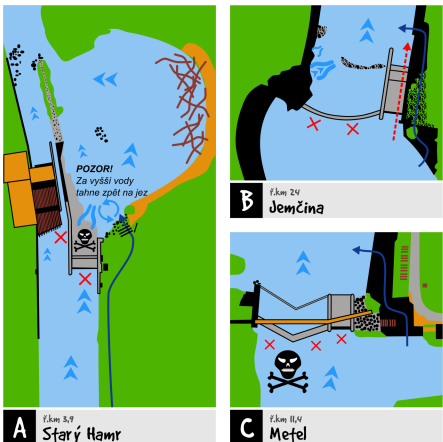 POZOR!
Za vyšší vody
tahne zpět na jez
A
ř.km 3,9
Starý Hamr
B
ř.km 24
Jemčina
C
ř.km 11,4
Metel